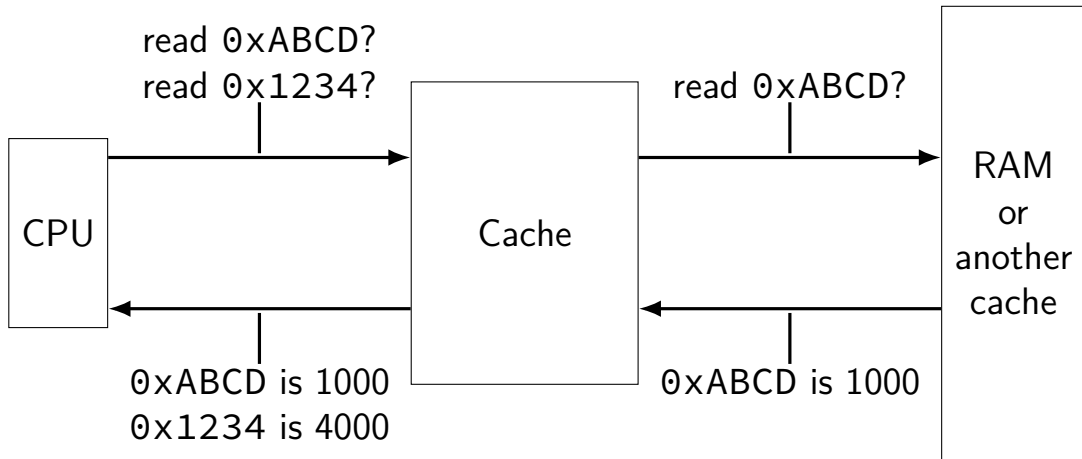 read 0xABCD?
read 0x1234?
read 0xABCD?
CPU
Cache
RAM
or
another
cache
0xABCD is 1000
0x1234 is 4000
0xABCD is 1000